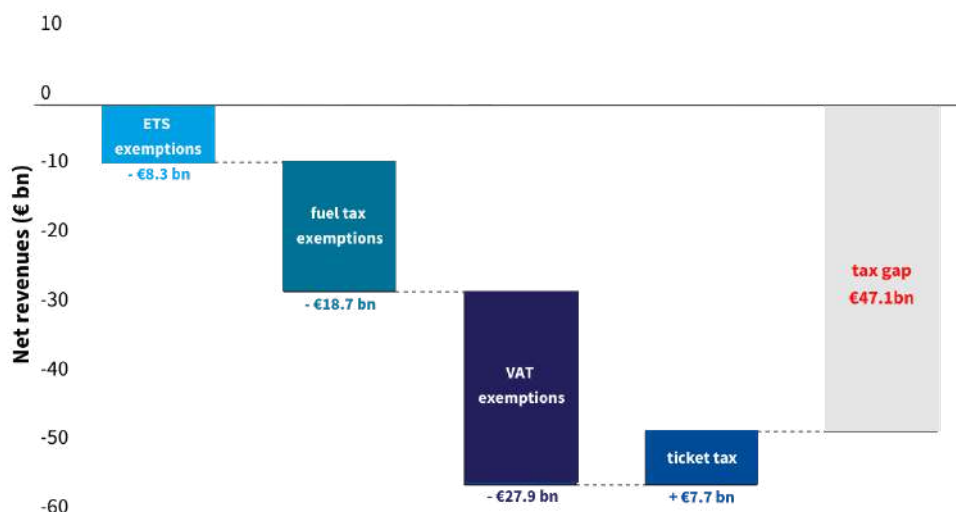 10
0
-10
-20
-30
-40
-50
-60
Net revenues (€ bn)
ETS
exemptions
- €8.3 bn
fuel tax
exemptions
- €18.7 bn
VAT
exemptions
- €27.9 bn
ticket tax
+ €7.7 bn
tax gap
€47.1bn